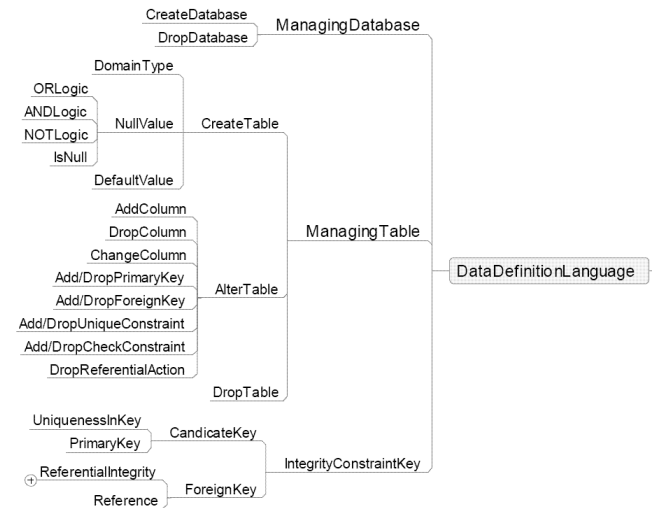 CreateDatabase
DropDatabase
ManagingDatabase
DomainType
ORLogic
ANDLogic
NOTLogic
IsNull
NullValue
DefaultValue
CreateTable
AddColumn
DropColumn
ChangeColumn
Add/DropPrimaryKey
Add/DropForeignKey
Add/DropUniqueConstraint
Add/DropCheckConstraint
DropReferentialAction
AlterTable
DropTable
ManagingTable
DataDefinitionLanguage
UniquenessInKey
PrimaryKey
CandicateKey
ReferentialIntegrity
Reference
ForeignKey
IntegrityConstraintKey